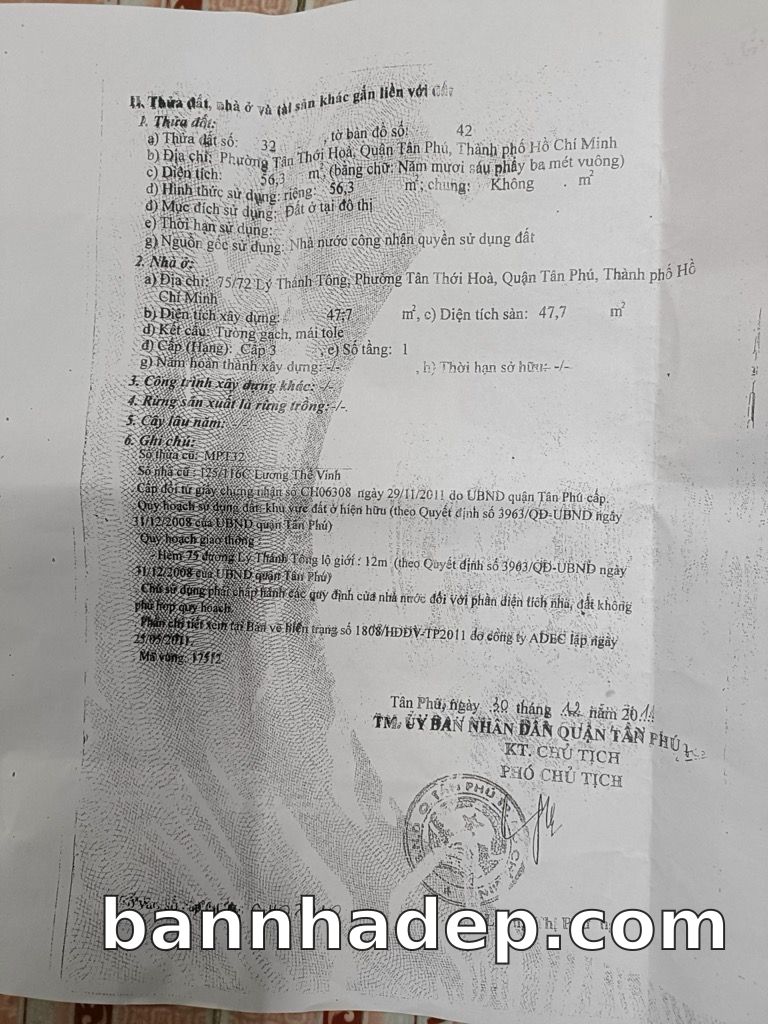 II. Thửa đất, nhà ở và tài sản khác gắn liền với đất
1. Thửa đất:
a) Thửa đất số: 32 , tờ bản đồ số: 42
b) Địa chỉ: Phường Tân Thới Hoà, Quận Tân Phú, Thành phố Hồ Chí Minh
c) Diện tích: 56,3 m², (bằng chữ: Năm mươi sáu phẩy ba mét vuông)
d) Hình thức sử dụng: riêng: 56,3 m²; chung: Không m²
đ) Mục đích sử dụng: Đất ở tại đô thị
e) Thời hạn sử dụng:
g) Nguồn gốc sử dụng: Nhà nước công nhận quyền sử dụng đất
2. Nhà ở:
a) Địa chỉ: 75/72 Lý Thánh Tông, Phường Tân Thới Hoà, Quận Tân Phú, Thành phố Hồ
Chí Minh
b) Diện tích xây dựng: 47,7 m², c) Diện tích sàn: 47,7 m²
d) Kết cấu: Tường gạch, mái tole
đ) Cấp (Hạng): Cấp 3 , e) Số tầng: 1
g) Năm hoàn thành xây dựng: -/- , h) Thời hạn sở hữu: -/-
3. Công trình xây dựng khác: -/-
4. Rừng sản xuất là rừng trồng: -/-.
5. Cây lâu năm:
6. Ghi chú:
Số thửa cũ: MPT32
Số nhà cũ : 125/116C Lương Thế Vinh
Cấp đổi từ giấy chứng nhận số CH06308 ngày 29/11/2011 do UBND quận Tân Phú cấp.
Quy hoạch sử dụng đất: khu vực đất ở hiện hữu (theo Quyết định số 3963/QĐ-UBND ngày
31/12/2008 của UBND quận Tân Phú)
Quy hoạch giao thông
- Hẻm 75 đường Lý Thánh Tông lộ giới : 12m (theo Quyết định số 3963/QĐ-UBND ngày
31/12/2008 của UBND quận Tân Phú)
Chủ sử dụng phải chấp hành các quy định của nhà nước đối với phần diện tích nhà, đất không
phù hợp quy hoạch.
Phần chi tiết xem tại Bản vẽ hiện trạng số 1808/HĐĐV-TP2011 do công ty ADEC lập ngày
25/05/2011.
Mã vùng: 17512
Tân Phú, ngày 30 tháng 12 năm 201
TM. ỦY BAN NHÂN DÂN QUẬN TÂN PHÚ
KT. CHỦ TỊCH
PHÓ CHỦ TỊCH
Q TÂN PHÚ
bannhadep.com